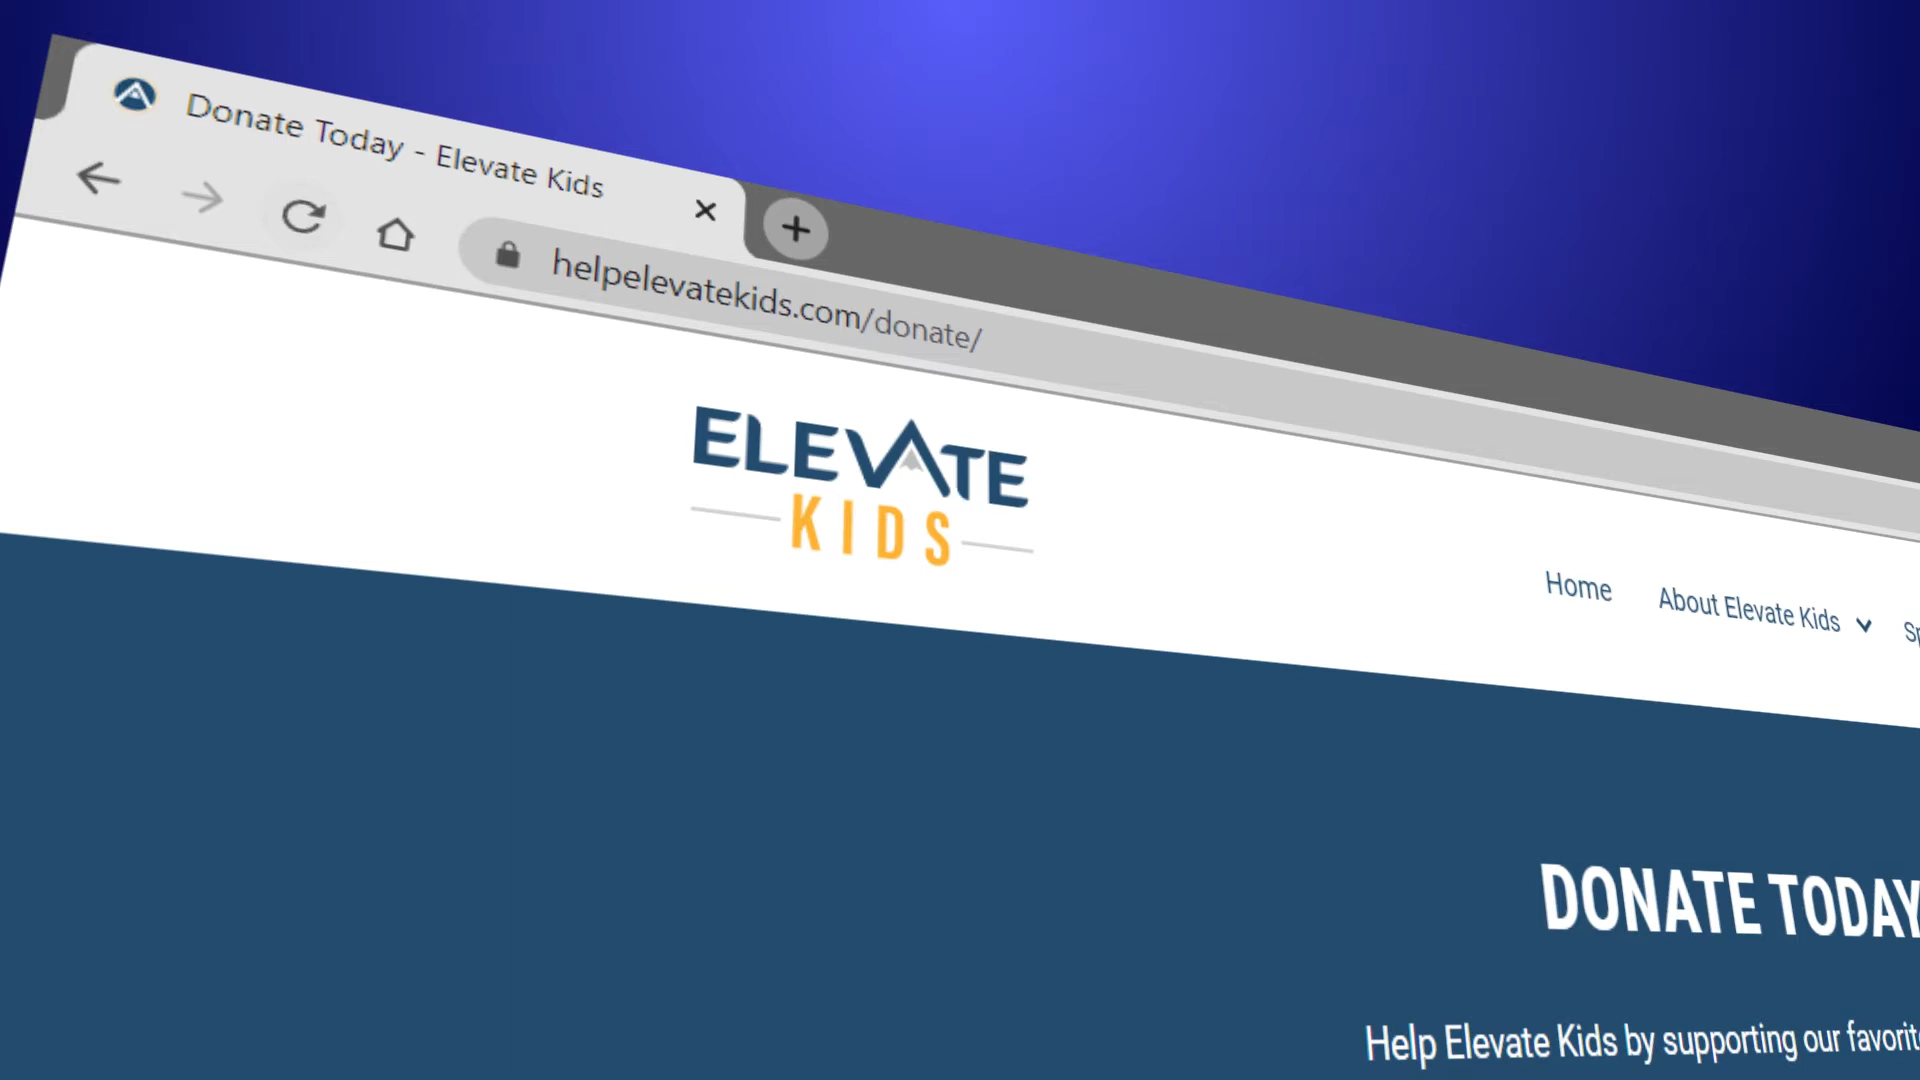 Donate Today - Elevate Kids
helpelevatekids.com/donate/
ELEVATE
KIDS
Home About Elevate Kids
DONATE TODAY
Help Elevate Kids by supporting our